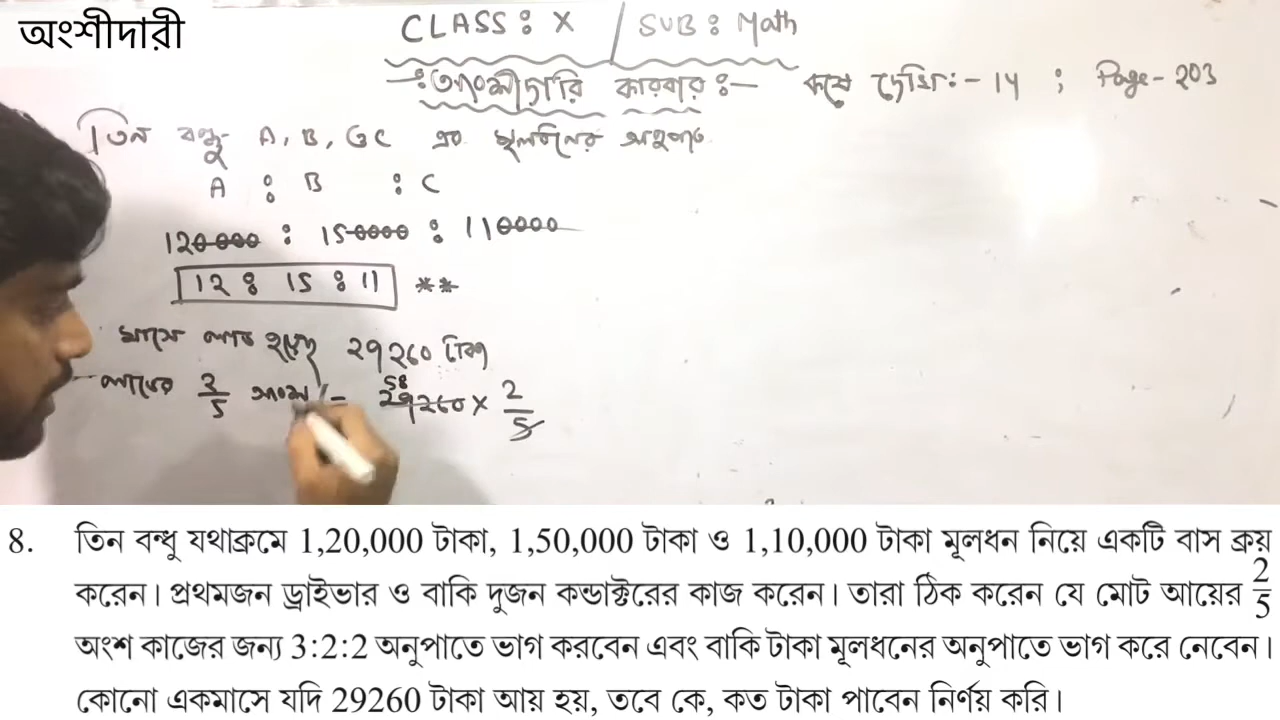 অংশীদারী
CLASS : X / SUB : Math
:অংশীদারি কারবার :- কষে দেখি :- 14 ; Page - 203
তিন বন্ধু A, B, ও C এর মূলধনের অনুপাত
A : B : C
120000 : 150000 : 110000
12 : 15 : 11 **
মাসে লাভ হয়েছে 29260 টাকা
লাভের 2/5 অংশ = 29260 × 2/5
58
8. তিন বন্ধু যথাক্রমে 1,20,000 টাকা, 1,50,000 টাকা ও 1,10,000 টাকা মূলধন নিয়ে একটি বাস ক্রয়
করেন। প্রথমজন ড্রাইভার ও বাকি দুজন কন্ডাক্টরের কাজ করেন। তারা ঠিক করেন যে মোট আয়ের 2/5
অংশ কাজের জন্য 3:2:2 অনুপাতে ভাগ করবেন এবং বাকি টাকা মূলধনের অনুপাতে ভাগ করে নেবেন।
কোনো একমাসে যদি 29260 টাকা আয় হয়, তবে কে, কত টাকা পাবেন নির্ণয় করি।